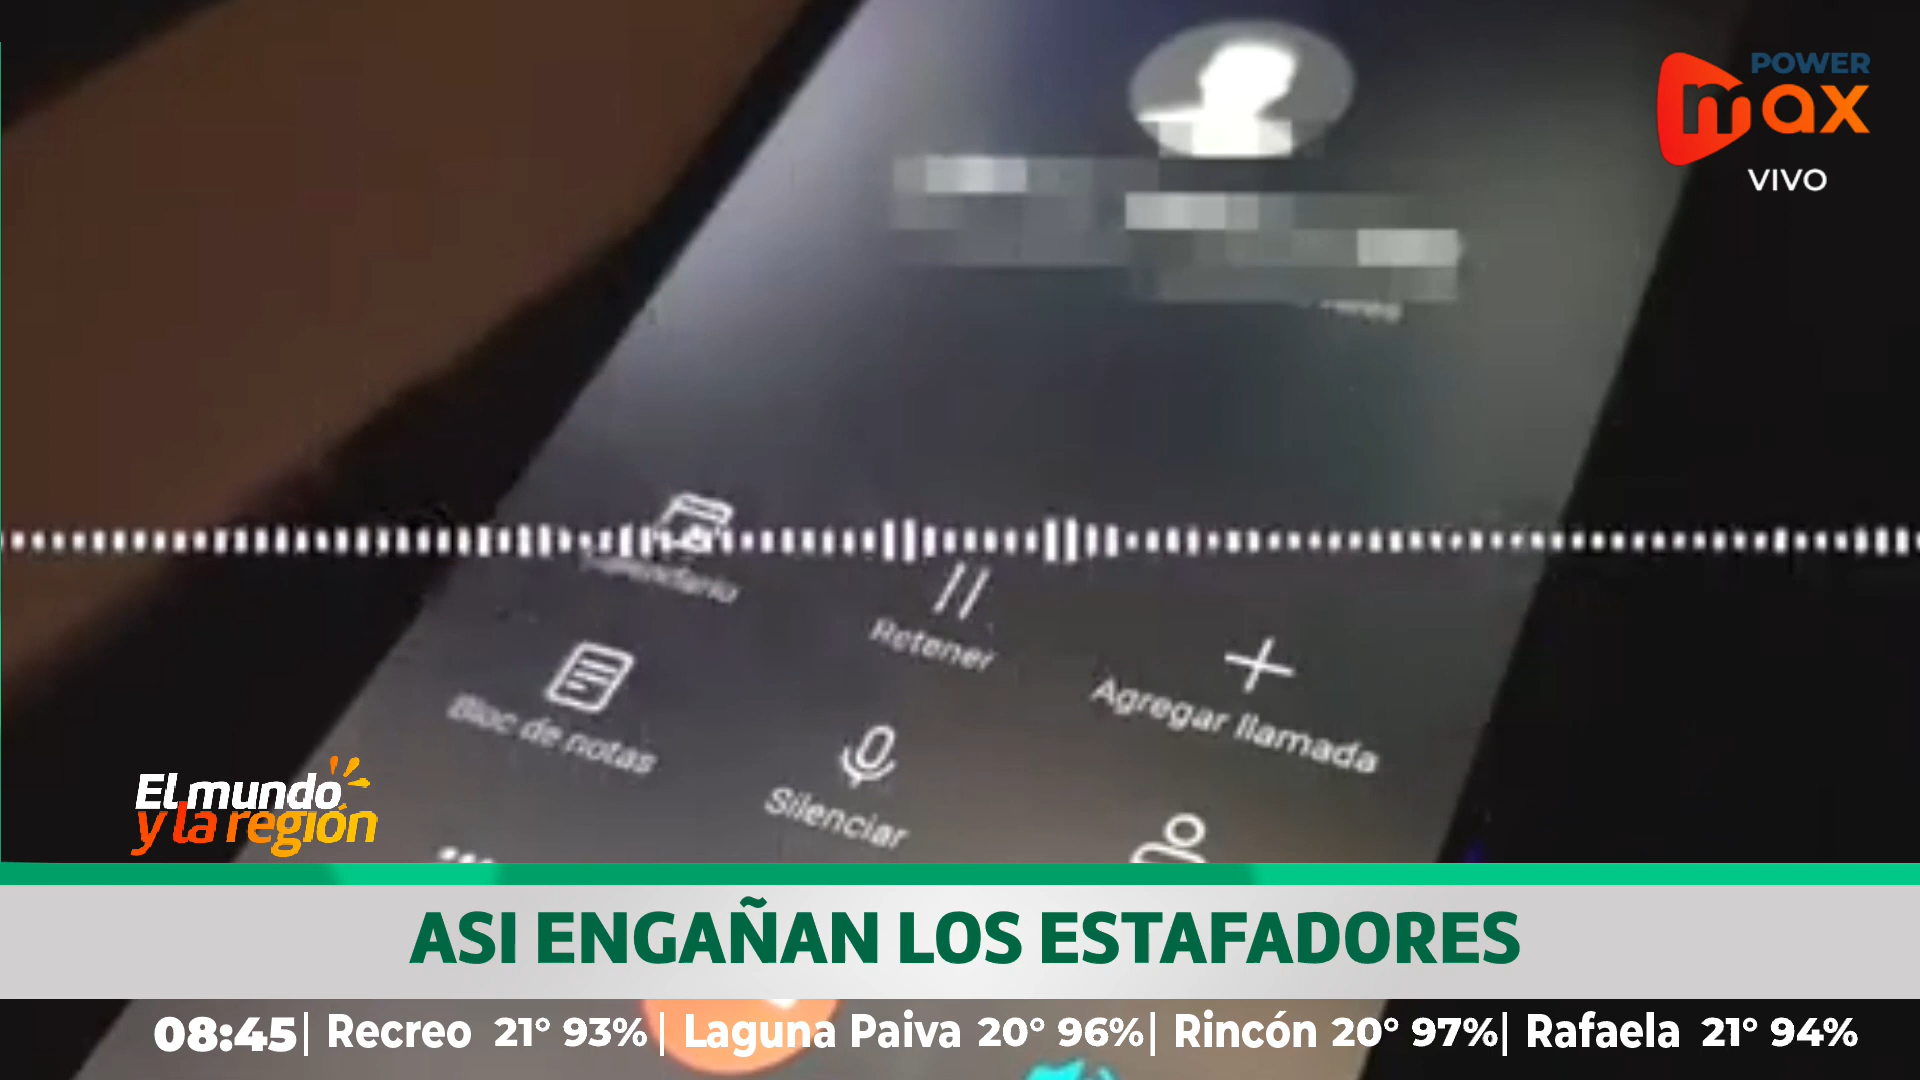 POWER
max
VIVO
Retener
Agregar llamada
Bloc de notas
Silenciar
El mundo
y la región
ASI ENGAÑAN LOS ESTAFADORES
08:45| Recreo 21° 93%| Laguna Paiva 20° 96%| Rincón 20° 97%| Rafaela 21° 94%